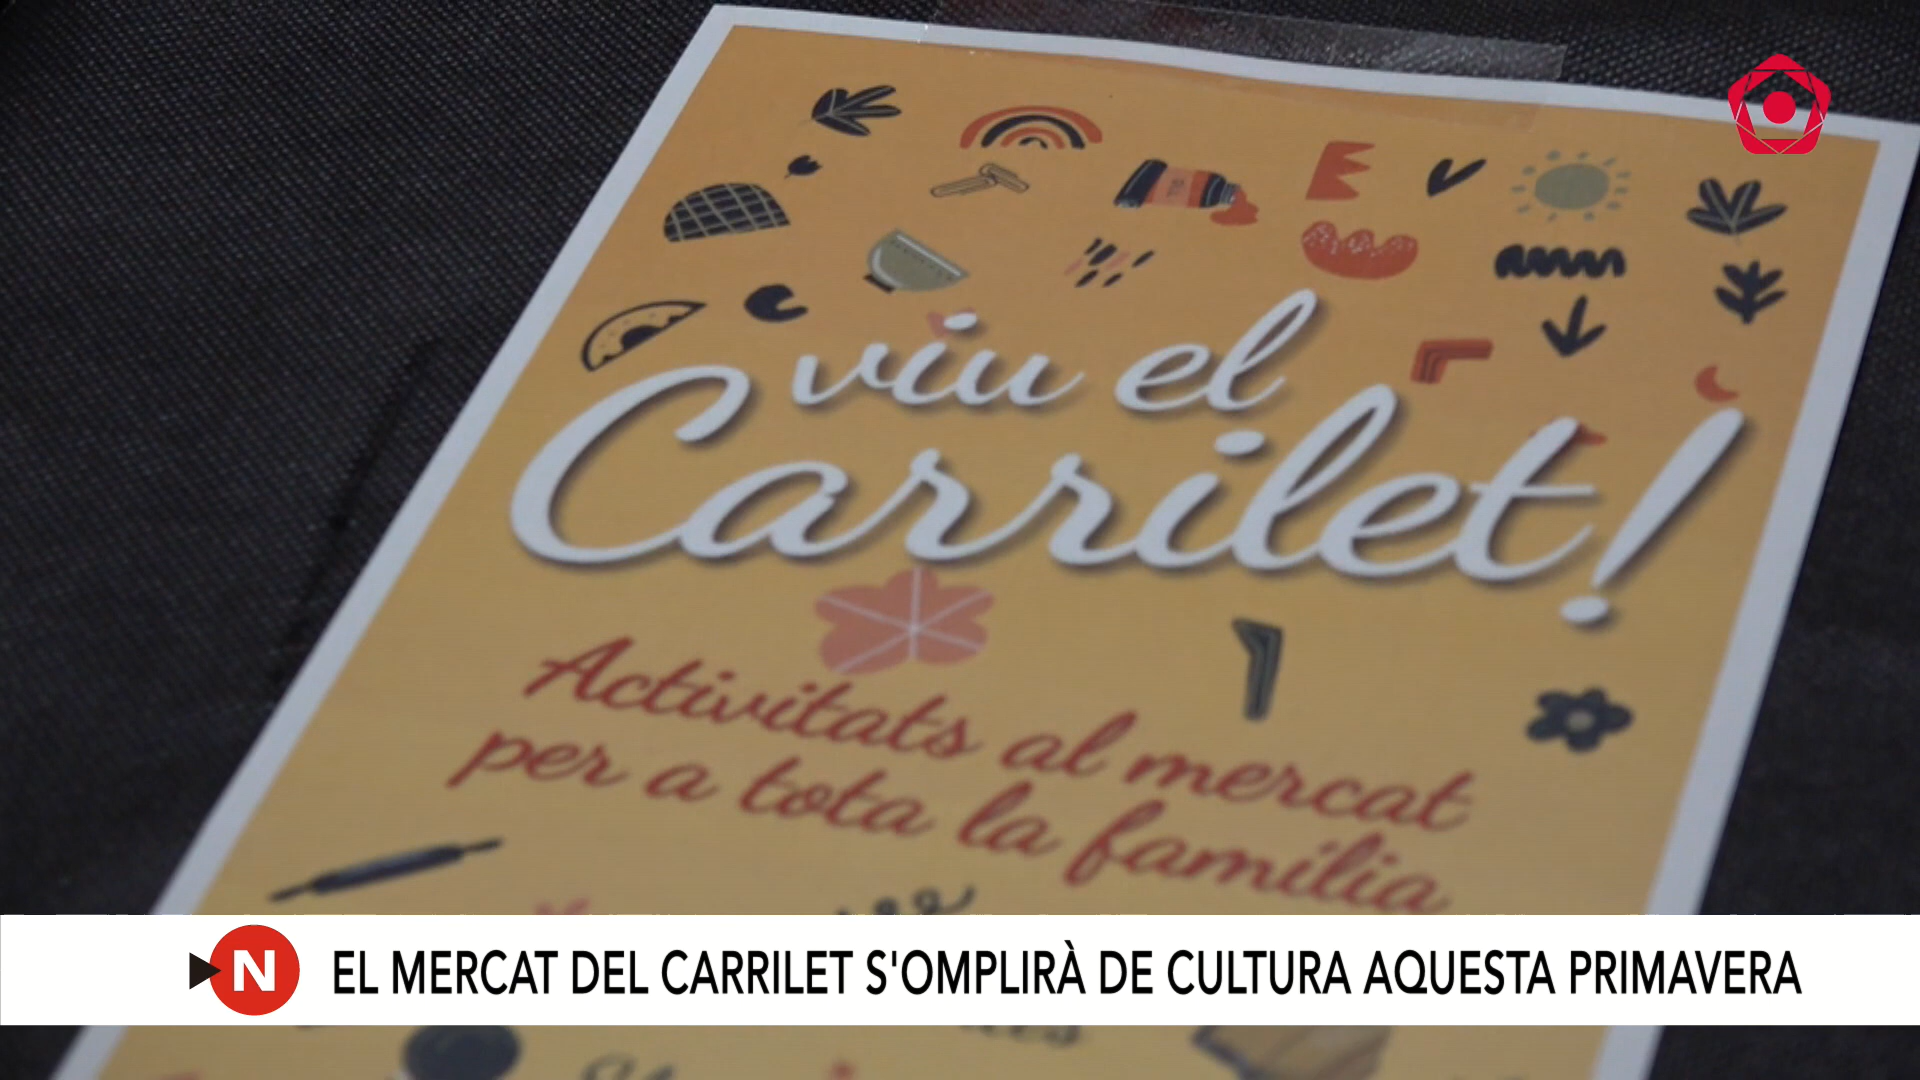 viu el
Carrilet!
Activitats al mercat
per a tota la família
N EL MERCAT DEL CARRILET S'OMPLIRÀ DE CULTURA AQUESTA PRIMAVERA